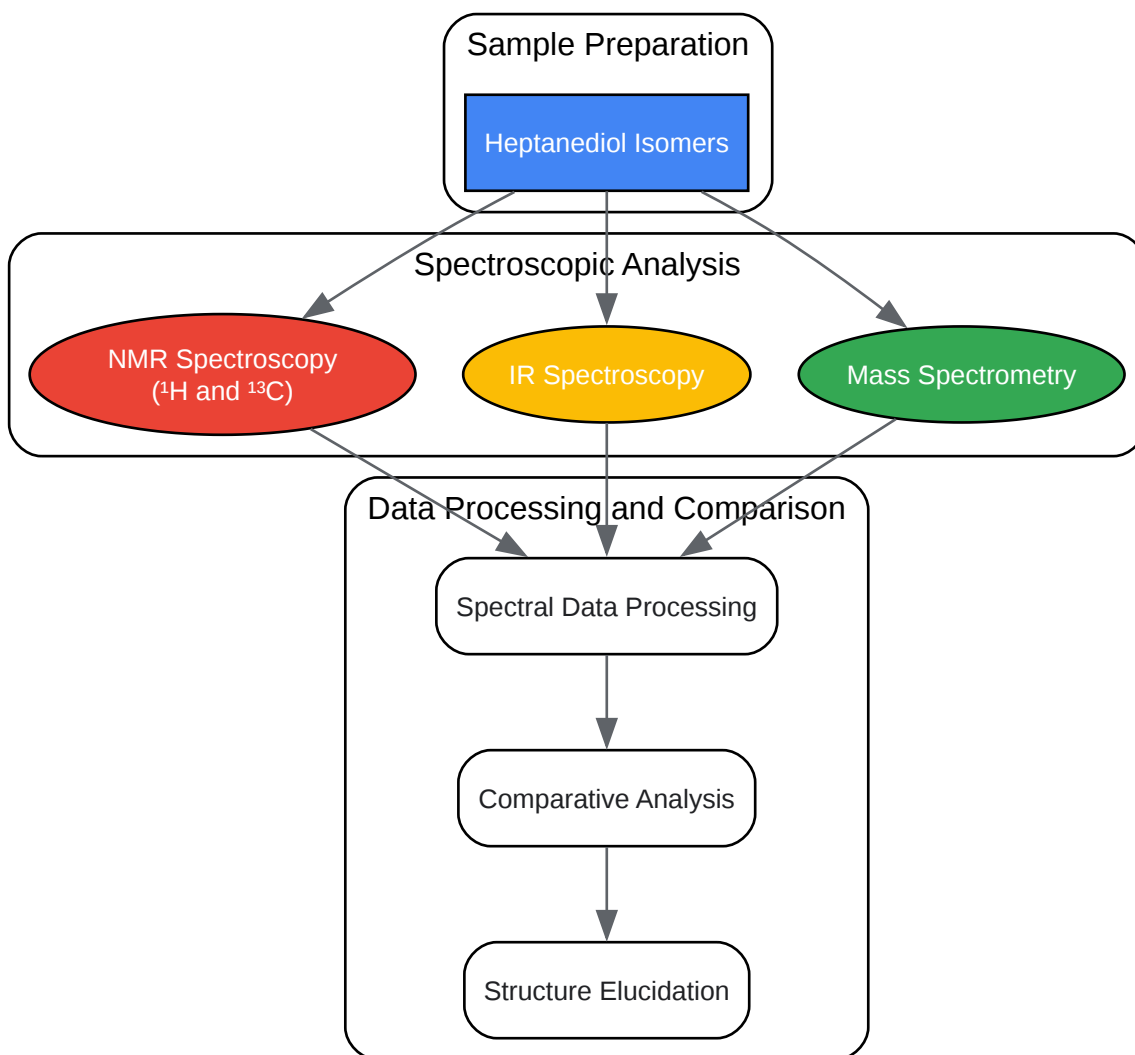 Sample Preparation
Heptanediol Isomers
Spectroscopic Analysis
NMR Spectroscopy
(¹H and ¹³C)
IR Spectroscopy
Mass Spectrometry
Data Processing and Comparison
Spectral Data Processing
Comparative Analysis
Structure Elucidation